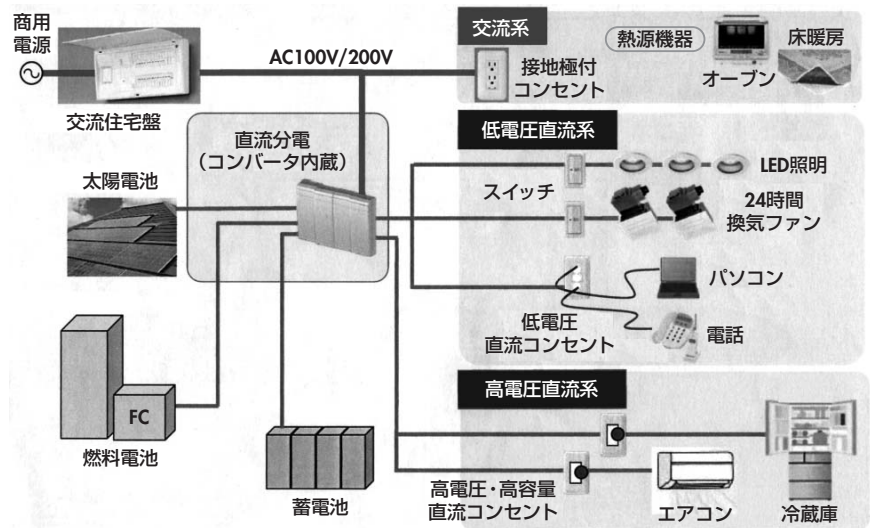 商用
電源
交流住宅盤
AC100V/200V
直流分電
（コンバータ内蔵）
太陽電池
FC
燃料電池
蓄電池
交流系
接地極付
コンセント
熱源機器
オーブン
床暖房
低電圧直流系
スイッチ
LED照明
24時間
換気ファン
パソコン
低電圧
直流コンセント
電話
高電圧直流系
高電圧・高容量
直流コンセント
エアコン
冷蔵庫